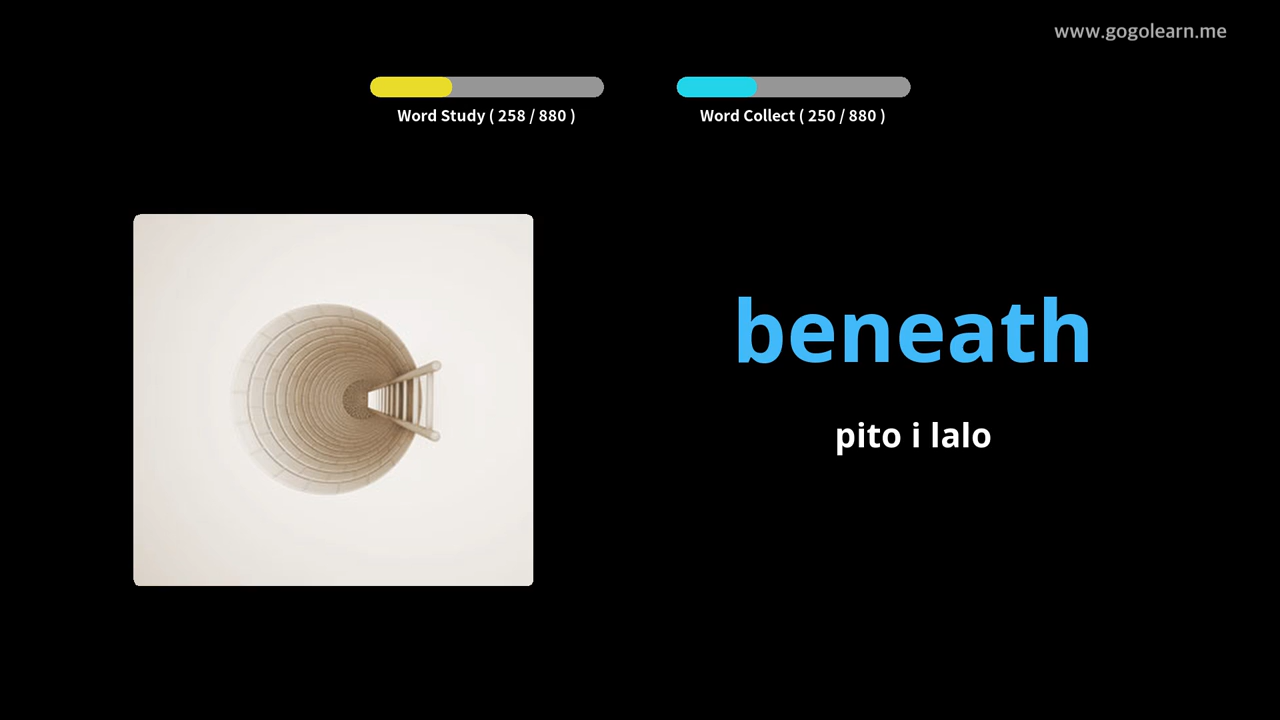 www.gogolearn.me
Word Study ( 258 / 880 )
Word Collect ( 250 / 880 )
beneath
pito i lalo